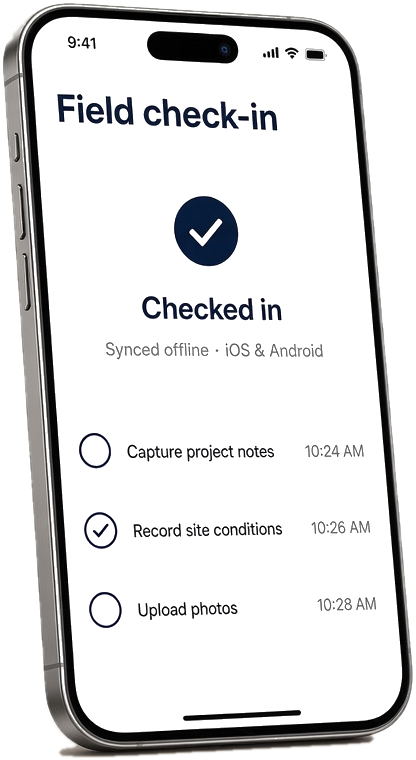 9:41
Field check-in
Checked in
Synced offline · iOS & Android
Capture project notes 10:24 AM
Record site conditions 10:26 AM
Upload photos 10:28 AM